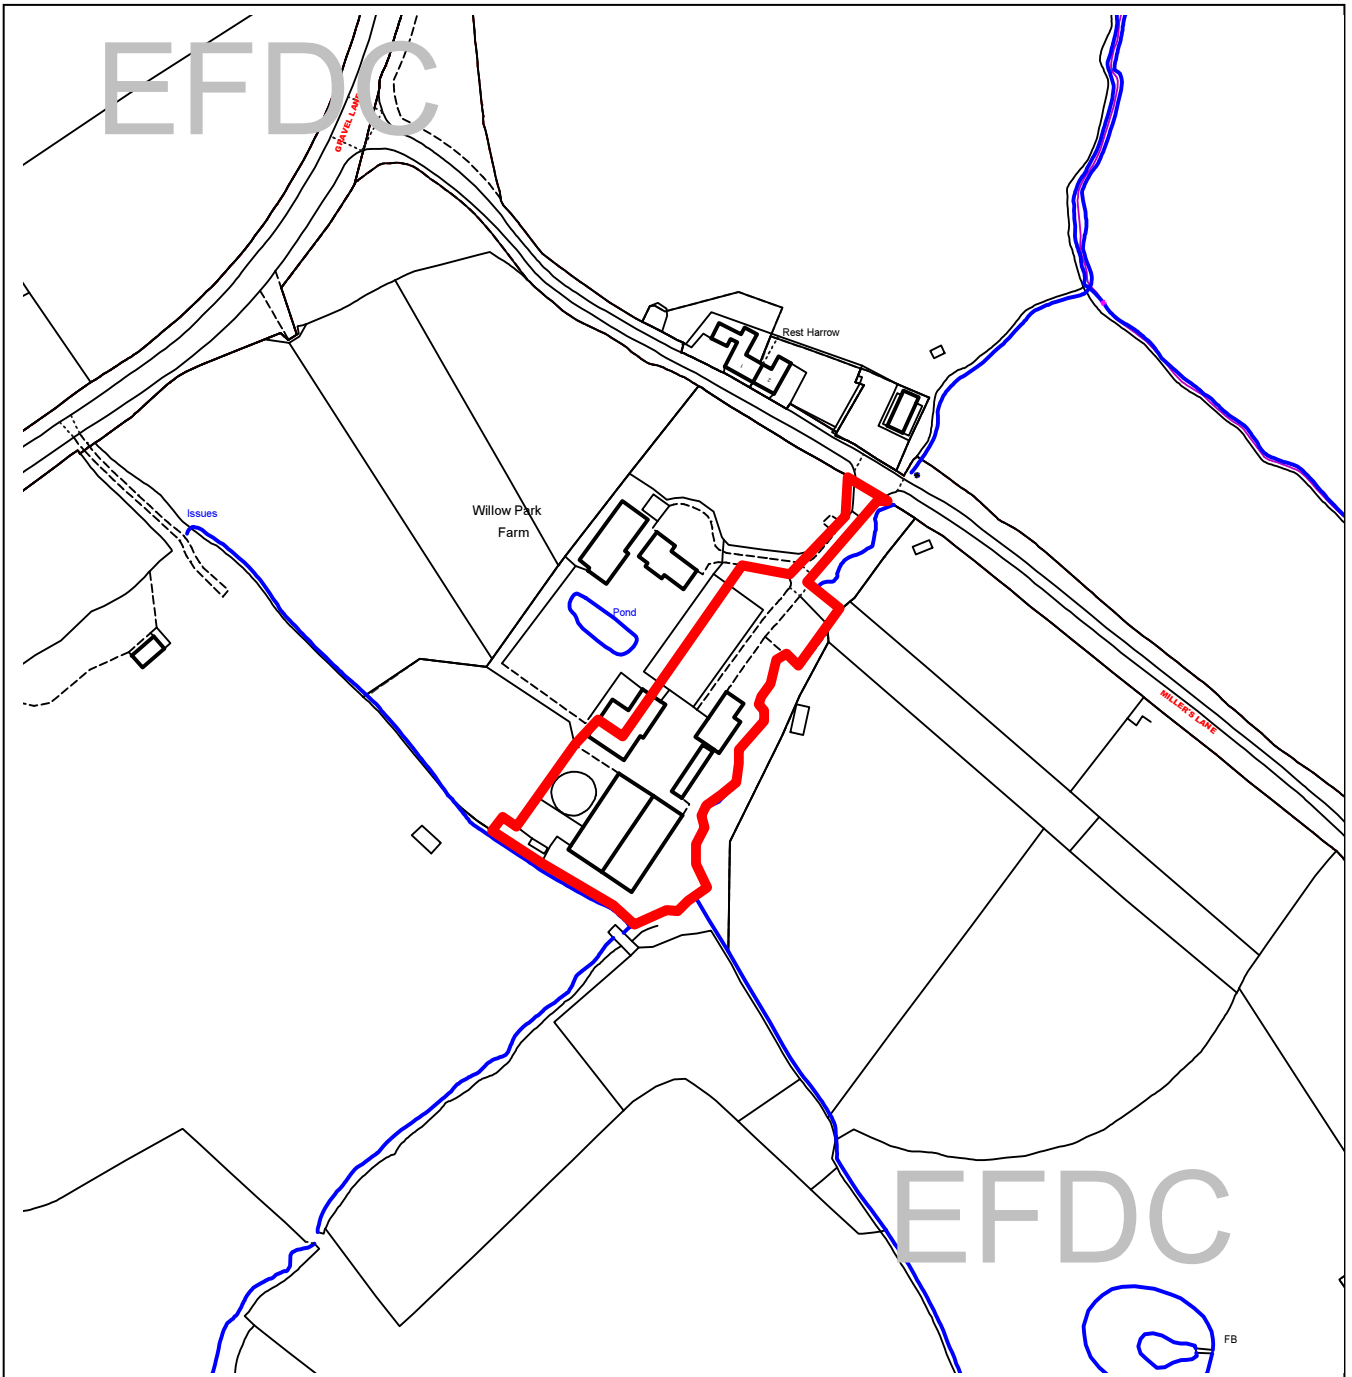 EFDC
GRAVEL LANE
Rest Harrow
Willow Park
Farm
Issues
Pond
MILLER'S LANE
EFDC
FB